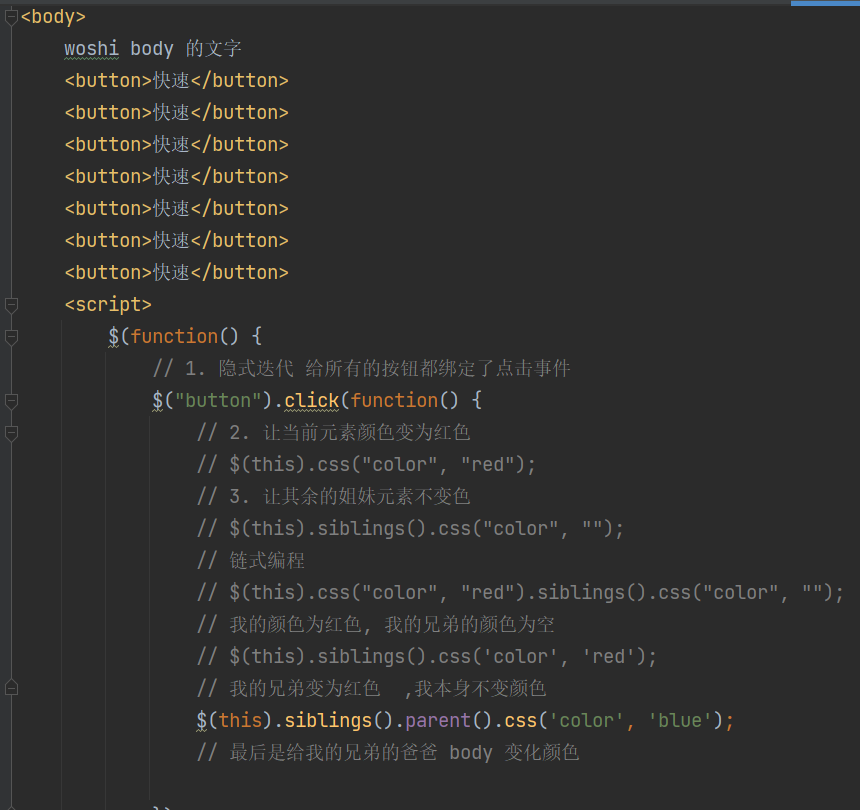 <body>
woshi body 的文字
<button>快速</button>
<button>快速</button>
<button>快速</button>
<button>快速</button>
<button>快速</button>
<button>快速</button>
<button>快速</button>
<script>
$(function() {
// 1. 隐式迭代 给所有的按钮都绑定了点击事件
$("button").click(function() {
// 2. 让当前元素颜色变为红色
// $(this).css("color", "red");
// 3. 让其余的姐妹元素不变色
// $(this).siblings().css("color", "");
// 链式编程
// $(this).css("color", "red").siblings().css("color", "");
// 我的颜色为红色, 我的兄弟的颜色为空
// $(this).siblings().css('color', 'red');
// 我的兄弟变为红色  ,我本身不变颜色
$(this).siblings().parent().css('color', 'blue');
// 最后是给我的兄弟的爸爸 body 变化颜色